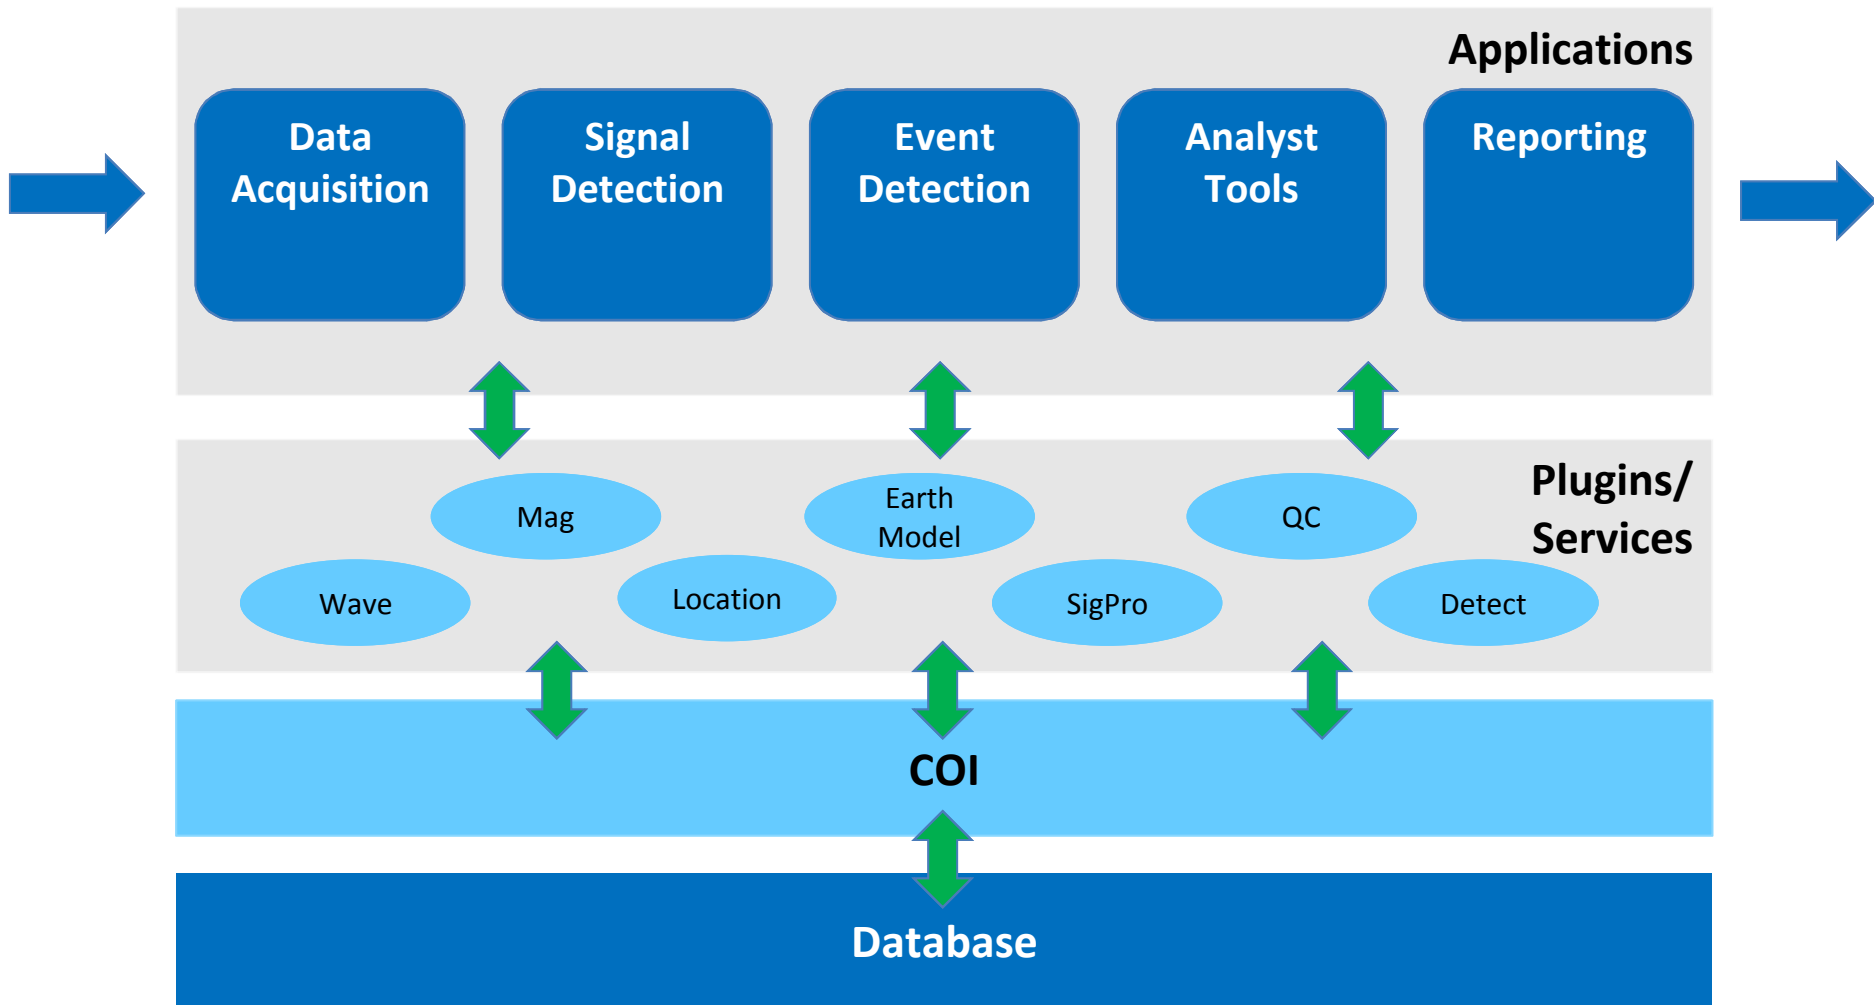 Applications
Data
Acquisition
Signal
Detection
Event
Detection
Analyst
Tools
Reporting
Plugins/
Services
Mag
Earth
Model
QC
Wave
Location
SigPro
Detect
COI
Database